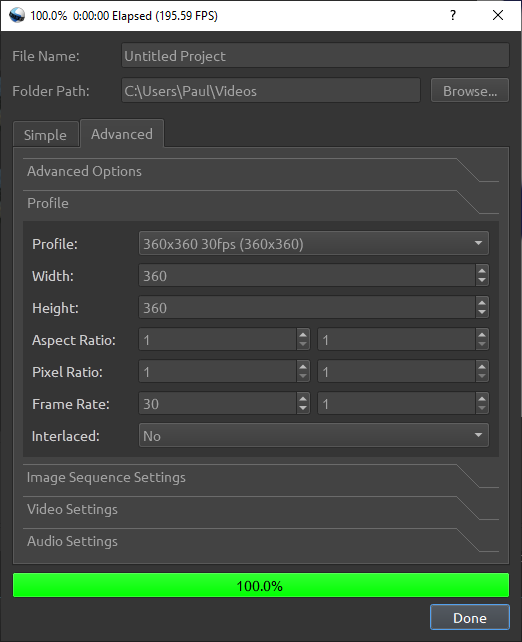 100.0% 0:00:00 Elapsed (195.59 FPS) ?
File Name: Untitled Project
Folder Path: C:\Users\Paul\Videos Browse...
Simple Advanced
Advanced Options
Profile
Profile: 360x360 30fps (360x360)
Width: 360
Height: 360
Aspect Ratio: 1 1
Pixel Ratio: 1 1
Frame Rate: 30 1
Interlaced: No
Image Sequence Settings
Video Settings
Audio Settings
100.0%
Done